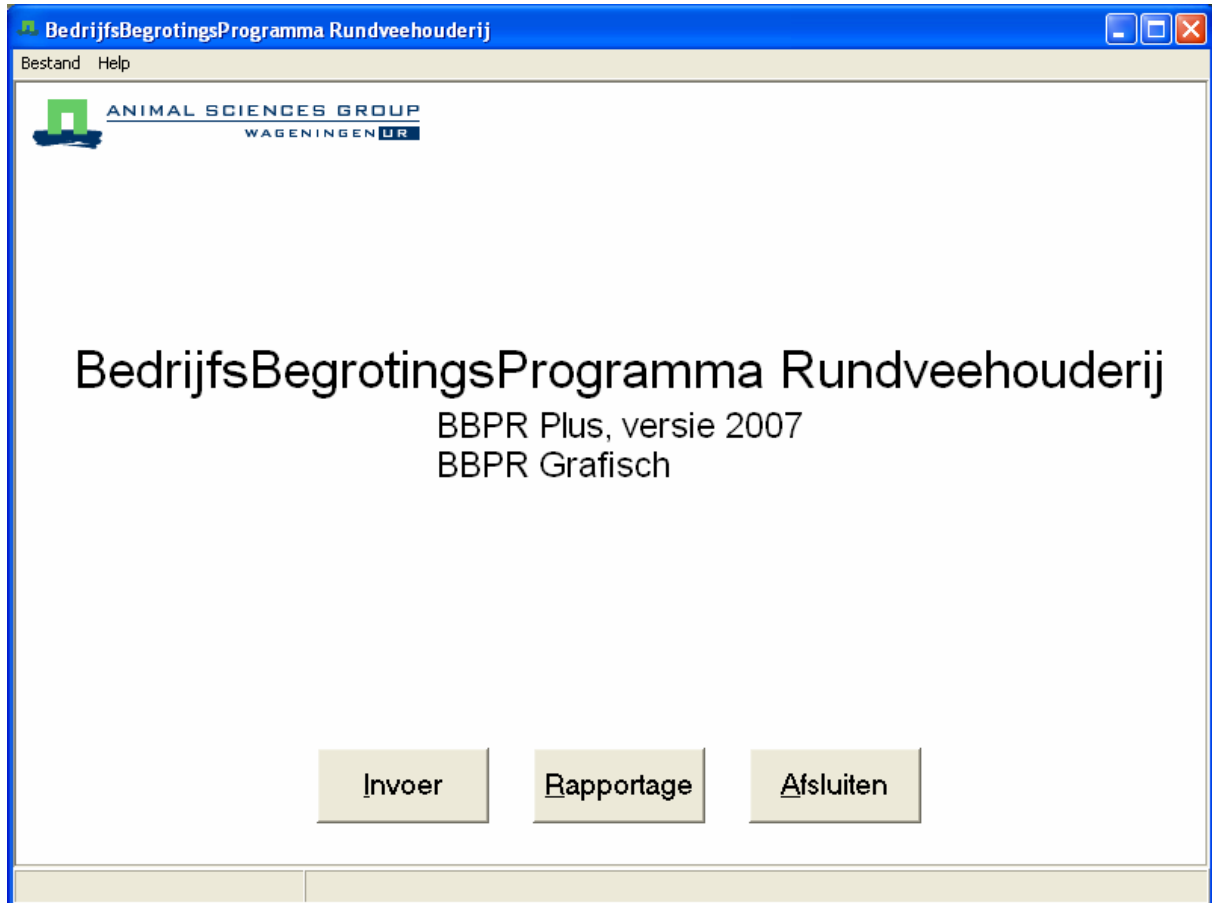 BedrijfsBegrotingsProgramma Rundveehouderij
Bestand Help
ANIMAL SCIENCES GROUP
WAGENINGEN UR
BedrijfsBegrotingsProgramma Rundveehouderij
BBPR Plus, versie 2007
BBPR Grafisch
Invoer Rapportage Afsluiten